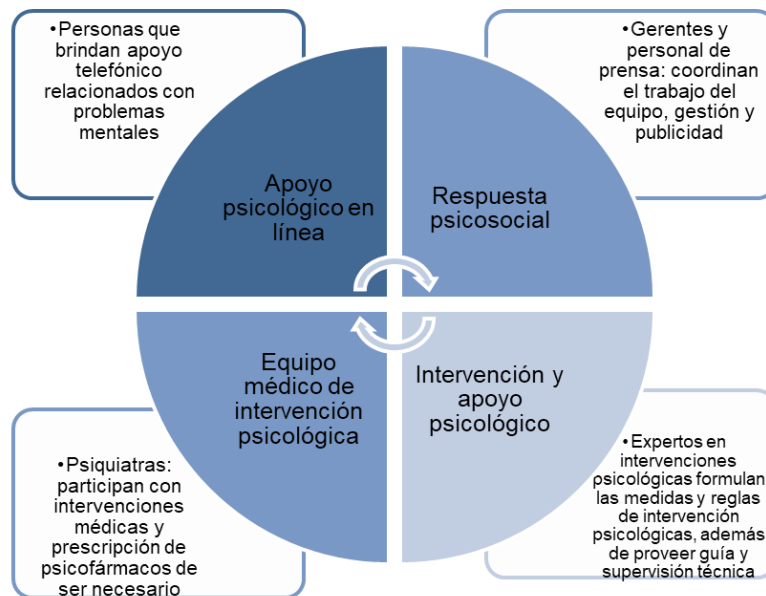 •Personas que
brindan apoyo
telefónico
relacionados con
problemas
mentales
•Gerentes y
personal de
prensa: coordinan
el trabajo del
equipo, gestión y
publicidad
Apoyo
psicológico en
línea
Respuesta
psicosocial
Equipo
médico de
intervención
psicológica
Intervención y
apoyo
psicológico
•Psiquiatras:
participan con
intervenciones
médicas y
prescripción de
psicofármacos de
ser necesario
•Expertos en
intervenciones
psicológicas formulan
las medidas y reglas
de intervención
psicológicas, además
de proveer guía y
supervisión técnica